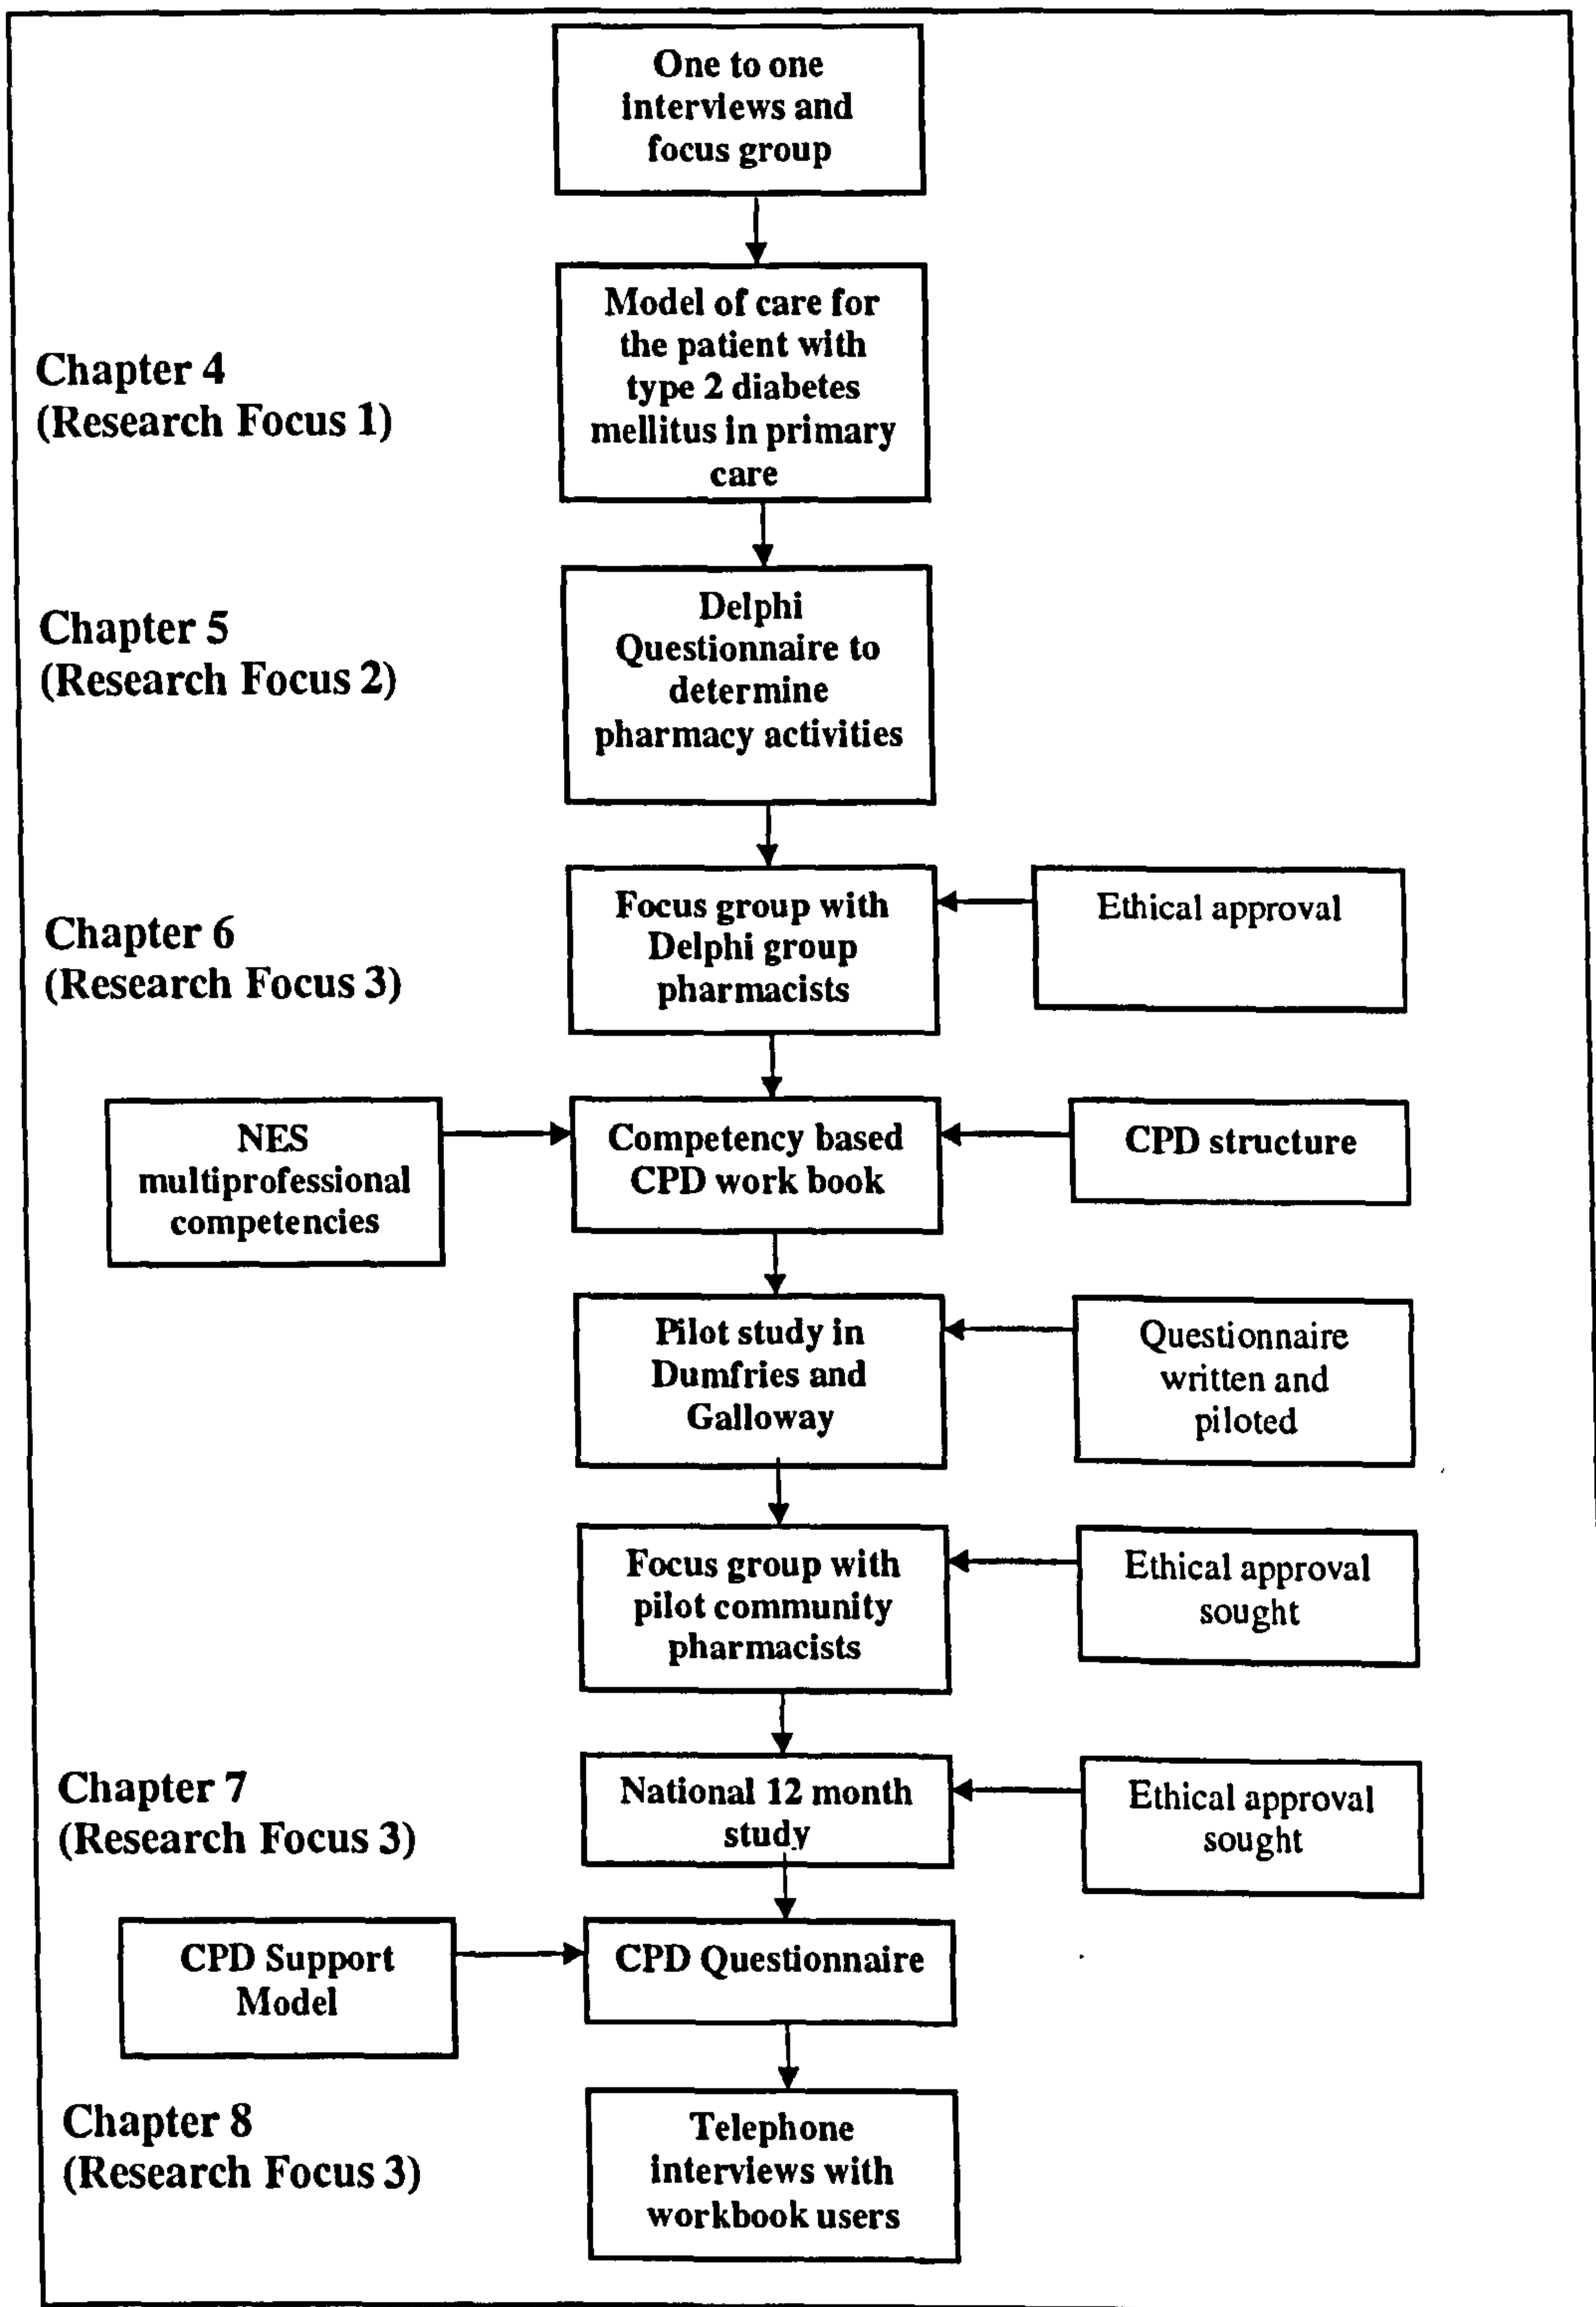 One to one
interviews and
focus group
Chapter 4
(Research Focus 1)
Model of care for
the patient with
type 2 diabetes
mellitus in primary
care
Chapter 5
(Research Focus 2)
Delphi
Questionnaire to
determine
pharmacy activities
Chapter 6
(Research Focus 3)
Focus group with
Delphi group
pharmacists
Ethical approval
NES
multiprofessional
competencies
Competency based
CPD work book
CPD structure
Pilot study in
Dumfries and
Galloway
Questionnaire
written and
piloted
Focus group with
pilot community
pharmacists
Ethical approval
sought
Chapter 7
(Research Focus 3)
National 12 month
study
Ethical approval
sought
CPD Support
Model
CPD Questionnaire
Chapter 8
(Research Focus 3)
Telephone
interviews with
workbook users